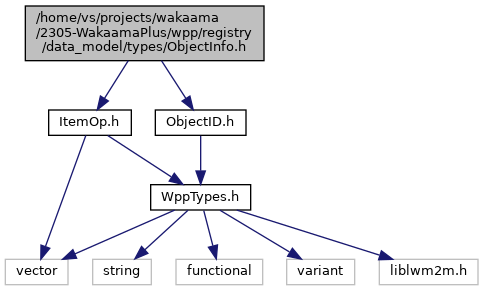 /home/vs/projects/wakaama
/2305-WakaamaPlus/wpp/registry
/data_model/types/ObjectInfo.h
ItemOp.h
ObjectID.h
WppTypes.h
vector
string
functional
variant
liblwm2m.h